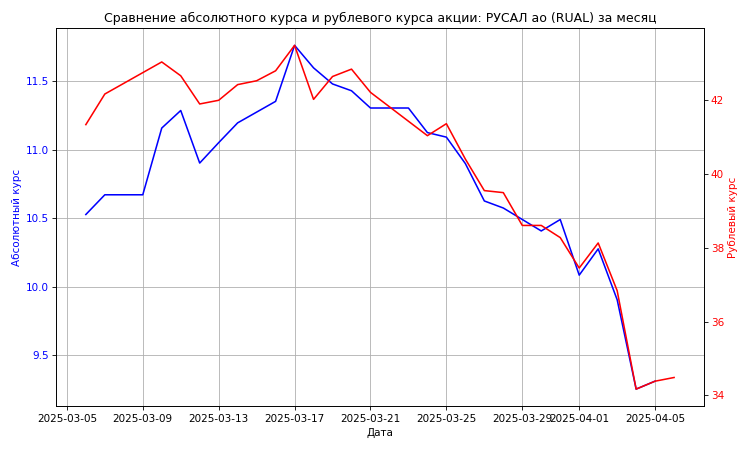 Сравнение абсолютного курса и рублевого курса акции: РУСАЛ ао (RUAL) за месяц
11.5
11.0
10.5
10.0
9.5
Абсолютный курс
42
40
38
36
34
Рублевый курс
2025-03-05 2025-03-09 2025-03-13 2025-03-17 2025-03-21 2025-03-25 2025-03-29 2025-04-01 2025-04-05
Дата